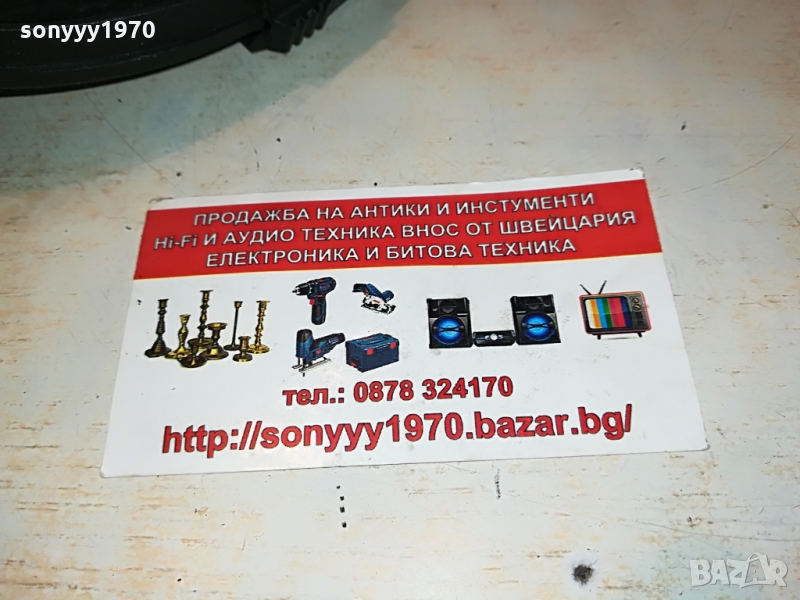 sonyyy1970
ПРОДАЖБА НА АНТИКИ И ИНСТУМЕНТИ
Hi-Fi И АУДИО ТЕХНИКА ВНОС ОТ ШВЕЙЦАРИЯ
ЕЛЕКТРОНИКА И БИТОВА ТЕХНИКА
тел.: 0878 324170
http://sonyyy1970.bazar.bg/
BAZAR